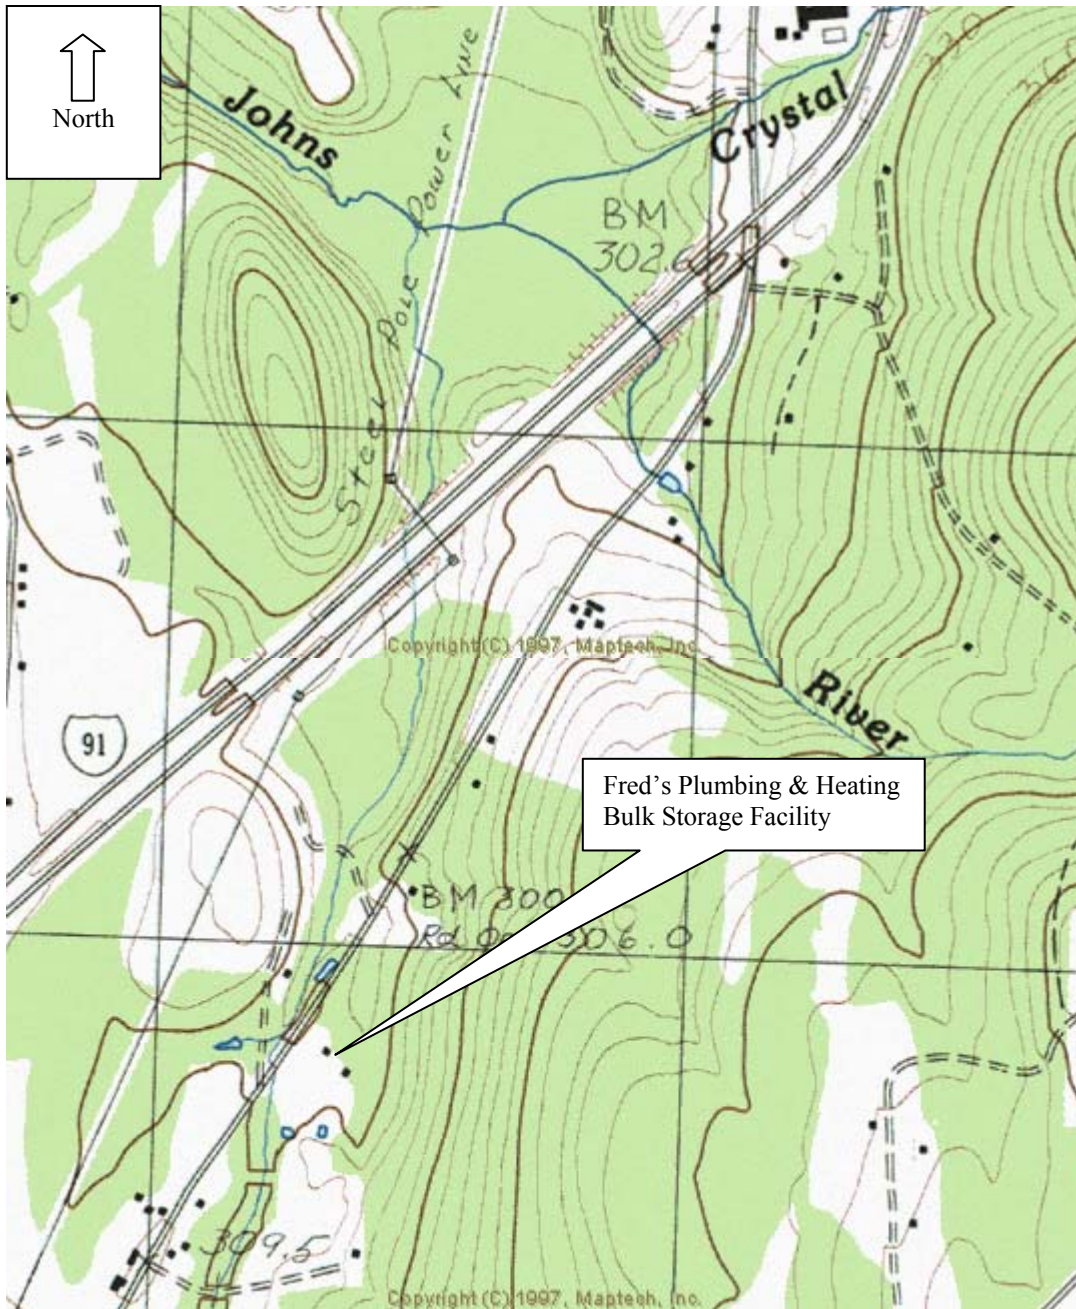 North
Johns
Steel Pole Power Line
Crystal
BM
302.0
Copyright (C) 1997, Maptech, Inc.
River
91
Fred's Plumbing & Heating
Bulk Storage Facility
BM 300
Rd 306.0
309.5
Copyright (C) 1997, Maptech, Inc.